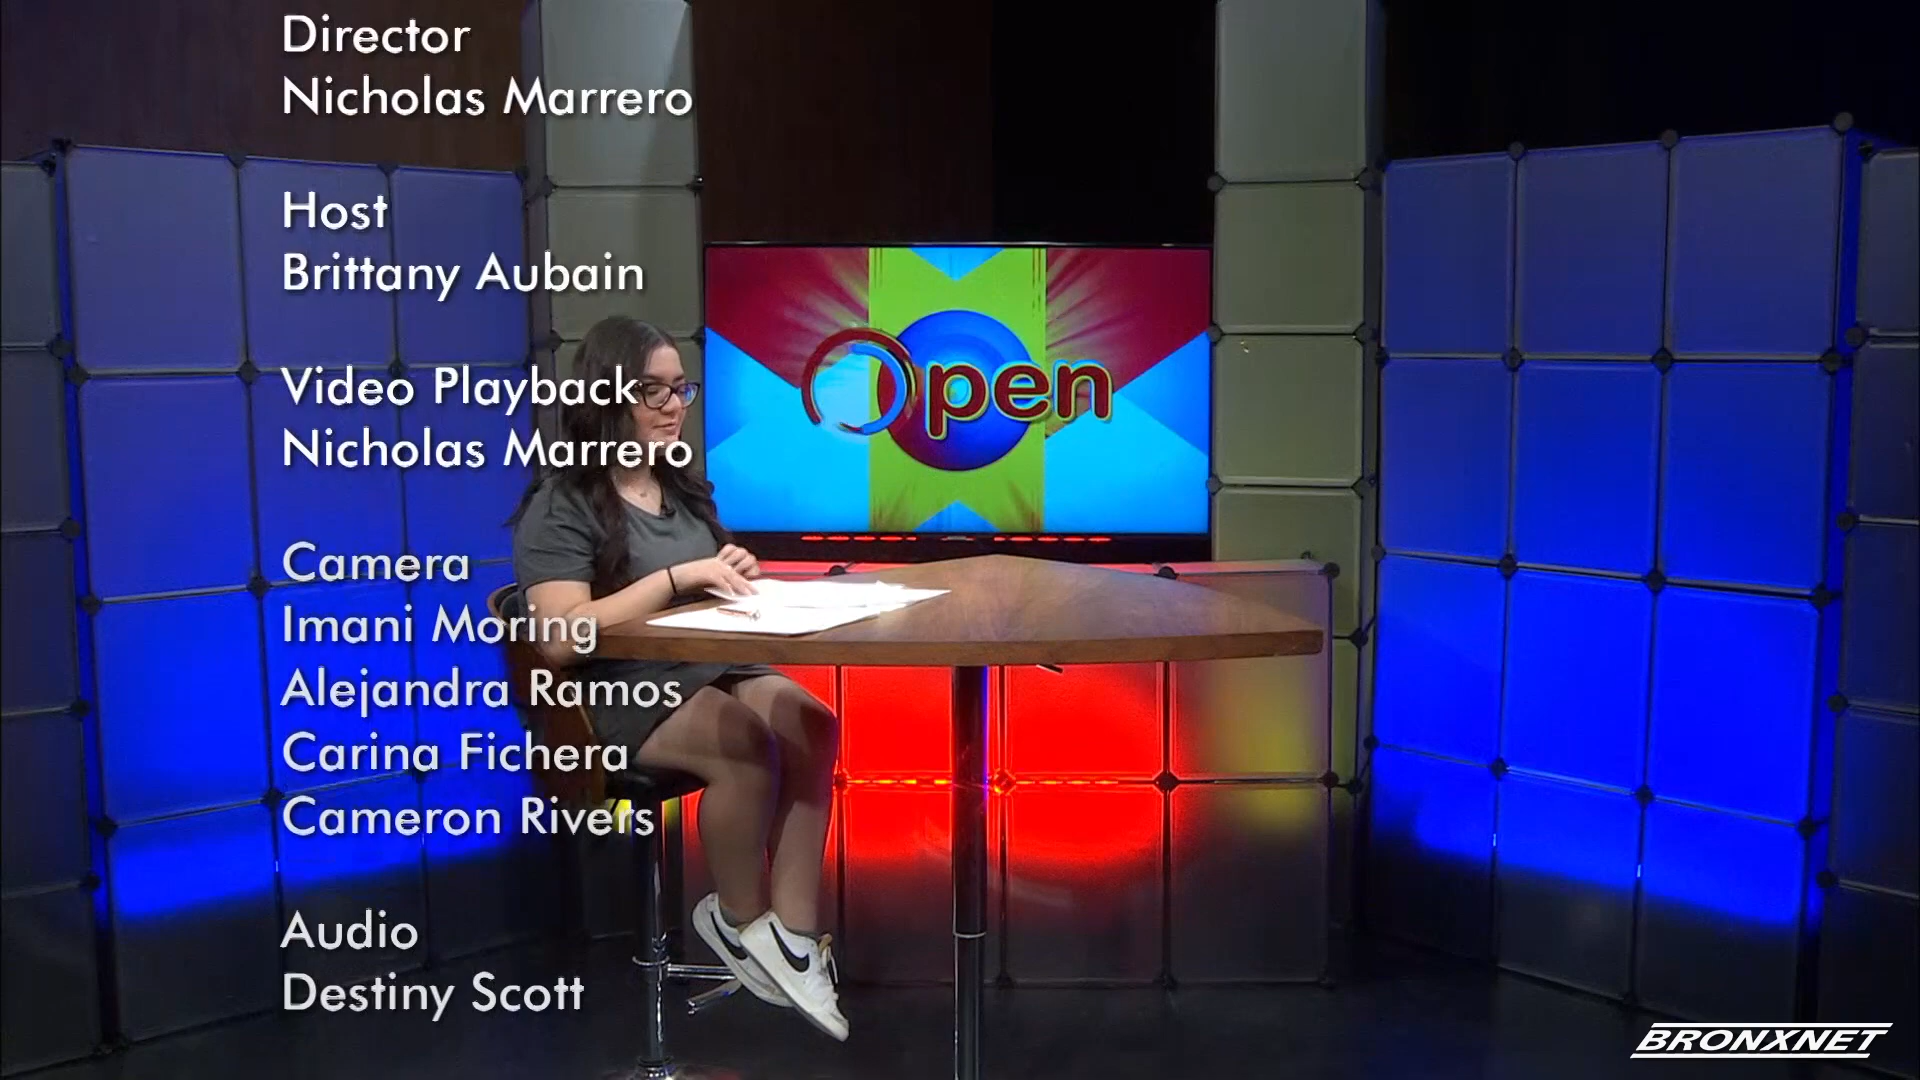 Director
Nicholas Marrero
Host
Brittany Aubain
Video Playback
Nicholas Marrero
Camera
Imani Moring
Alejandra Ramos
Carina Fichera
Cameron Rivers
Audio
Destiny Scott
Open
BRONXNET